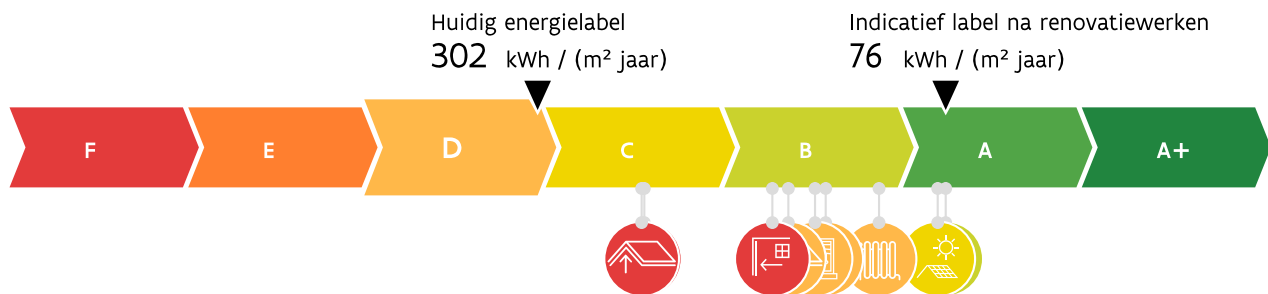 Huidig energielabel
302 kWh / (m² jaar)
Indicatief label na renovatiewerken
76 kWh / (m² jaar)
F E D C B A A+